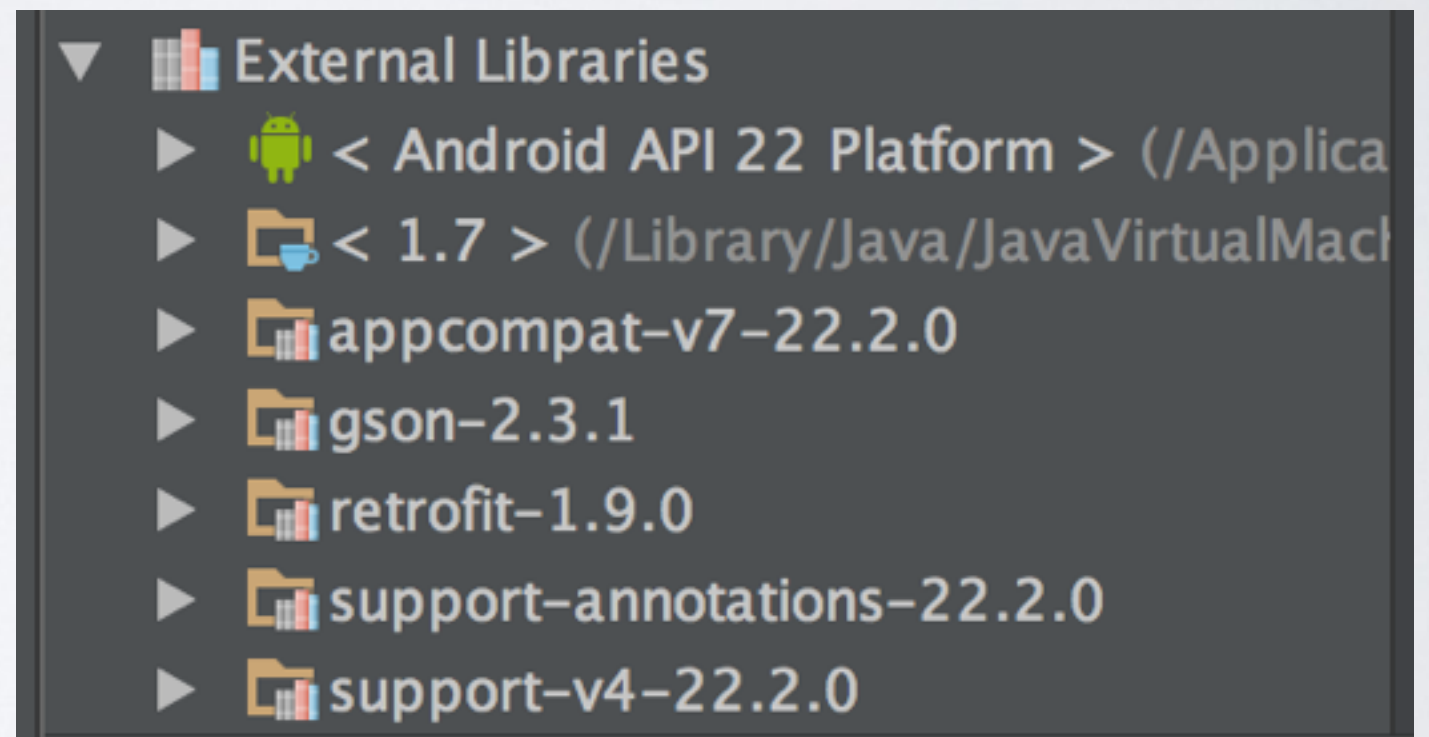 External Libraries
< Android API 22 Platform > (/Applica
< 1.7 > (/Library/Java/JavaVirtualMach
appcompat-v7-22.2.0
gson-2.3.1
retrofit-1.9.0
support-annotations-22.2.0
support-v4-22.2.0